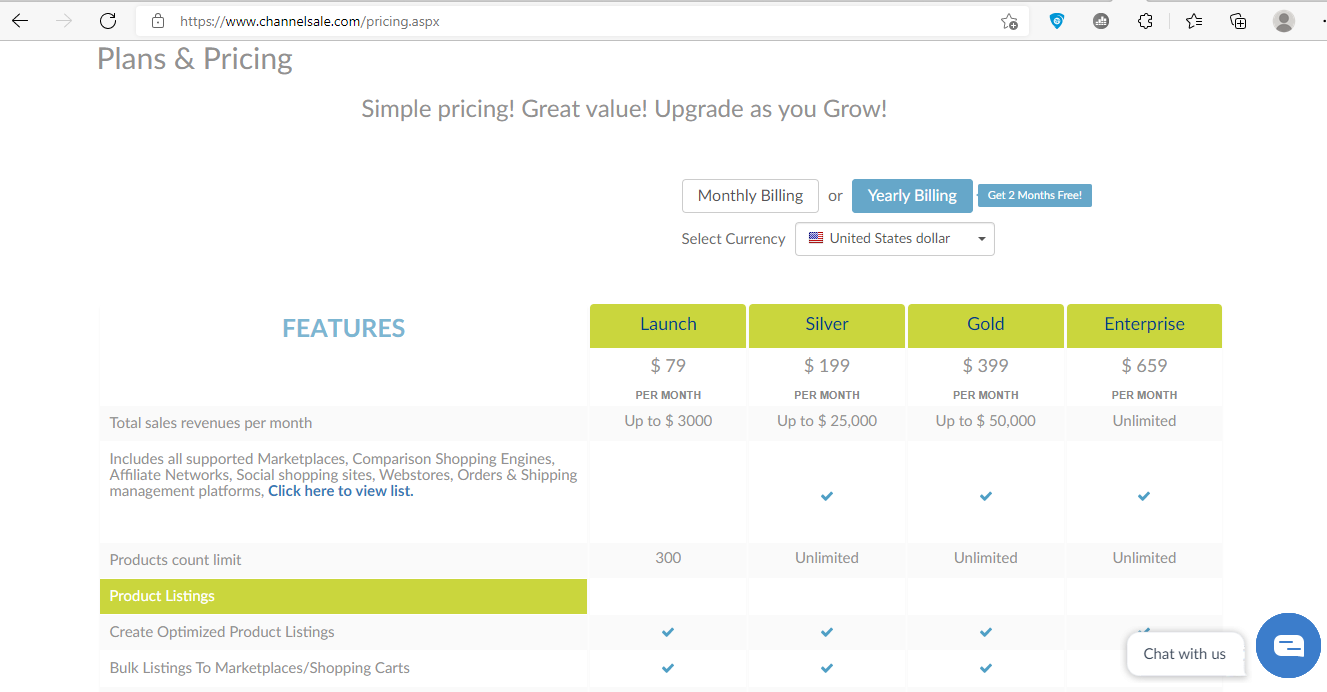 https://www.channelsale.com/pricing.aspx
Plans & Pricing
Simple pricing! Great value! Upgrade as you Grow!
Monthly Billing or Yearly Billing Get 2 Months Free!
Select Currency United States dollar
FEATURES Launch Silver Gold Enterprise
$ 79 $ 199 $ 399 $ 659
PER MONTH PER MONTH PER MONTH PER MONTH
Total sales revenues per month Up to $ 3000 Up to $ 25,000 Up to $ 50,000 Unlimited
Includes all supported Marketplaces, Comparison Shopping Engines,
Affiliate Networks, Social shopping sites, Webstores, Orders & Shipping
management platforms, Click here to view list.
Products count limit 300 Unlimited Unlimited Unlimited
Product Listings
Create Optimized Product Listings
Bulk Listings To Marketplaces/Shopping Carts
Chat with us